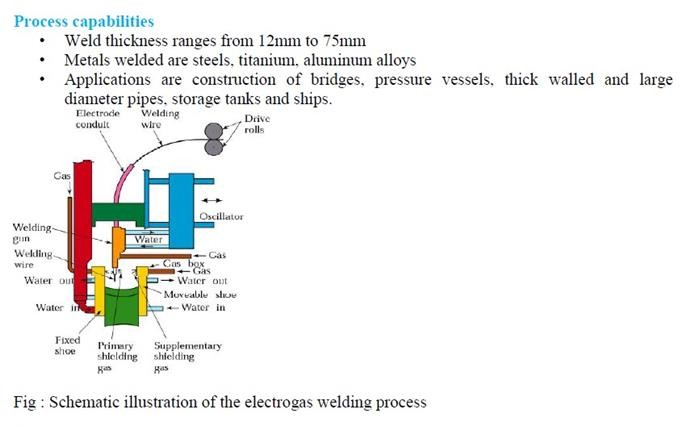 Process capabilities
• Weld thickness ranges from 12mm to 75mm
• Metals welded are steels, titanium, aluminum alloys
• Applications are construction of bridges, pressure vessels, thick walled and large
diameter pipes, storage tanks and ships.
Electrode
conduit
Welding
wire
Drive
rolls
Gas
Oscillator
Welding
gun
Water
Welding
wire
Gas
Gas box
Gas
Water out
Water out
Moveable shoe
Water in
Water in
Fixed
shoe
Primary
shielding
gas
Supplementary
shielding
gas
Fig : Schematic illustration of the electrogas welding process